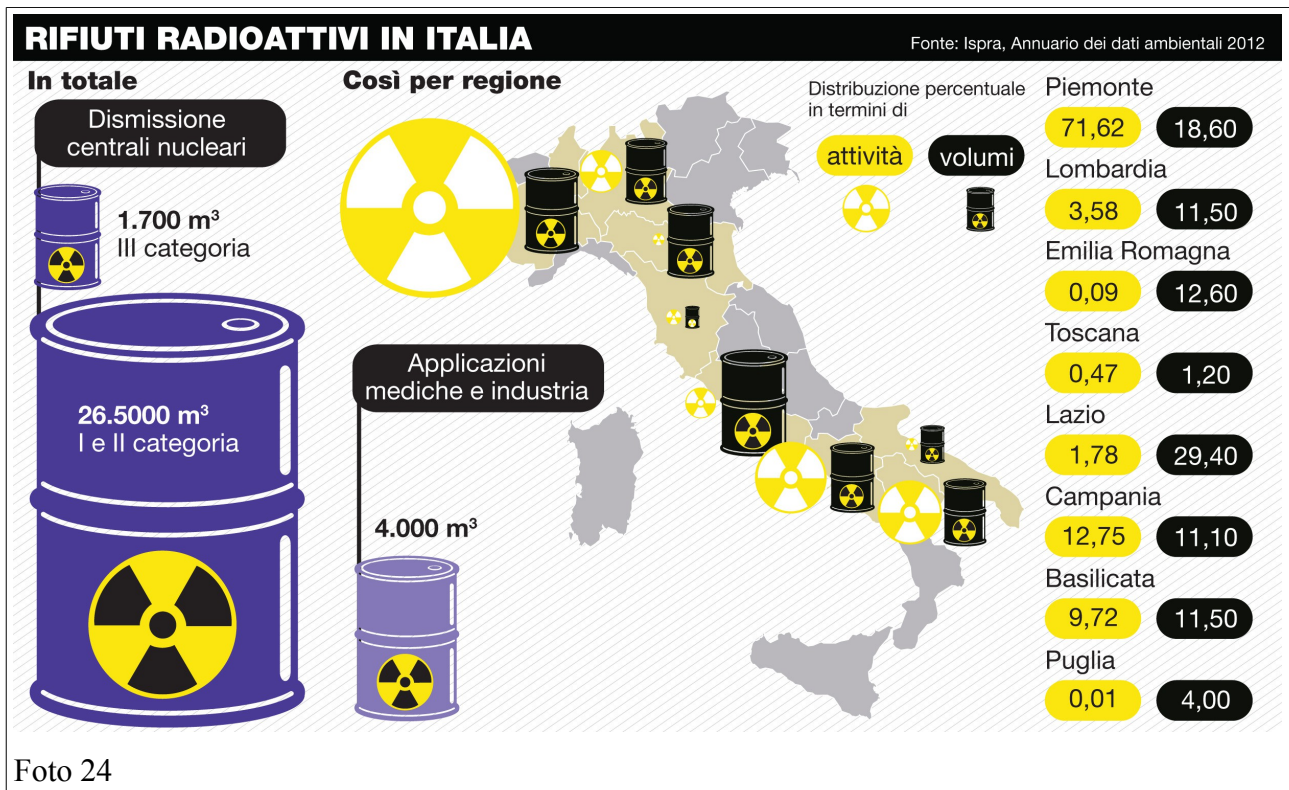 RIFIUTI RADIOATTIVI IN ITALIA
Fonte: Ispra, Annuario dei dati ambientali 2012
In totale
Dismissione
centrali nucleari
1.700 m³
III categoria
26.5000 m³
I e II categoria
Così per regione
Applicazioni
mediche e industria
4.000 m³
Distribuzione percentuale
in termini di
attività volumi
Piemonte
71,62 18,60
Lombardia
3,58 11,50
Emilia Romagna
0,09 12,60
Toscana
0,47 1,20
Lazio
1,78 29,40
Campania
12,75 11,10
Basilicata
9,72 11,50
Puglia
0,01 4,00
Foto 24